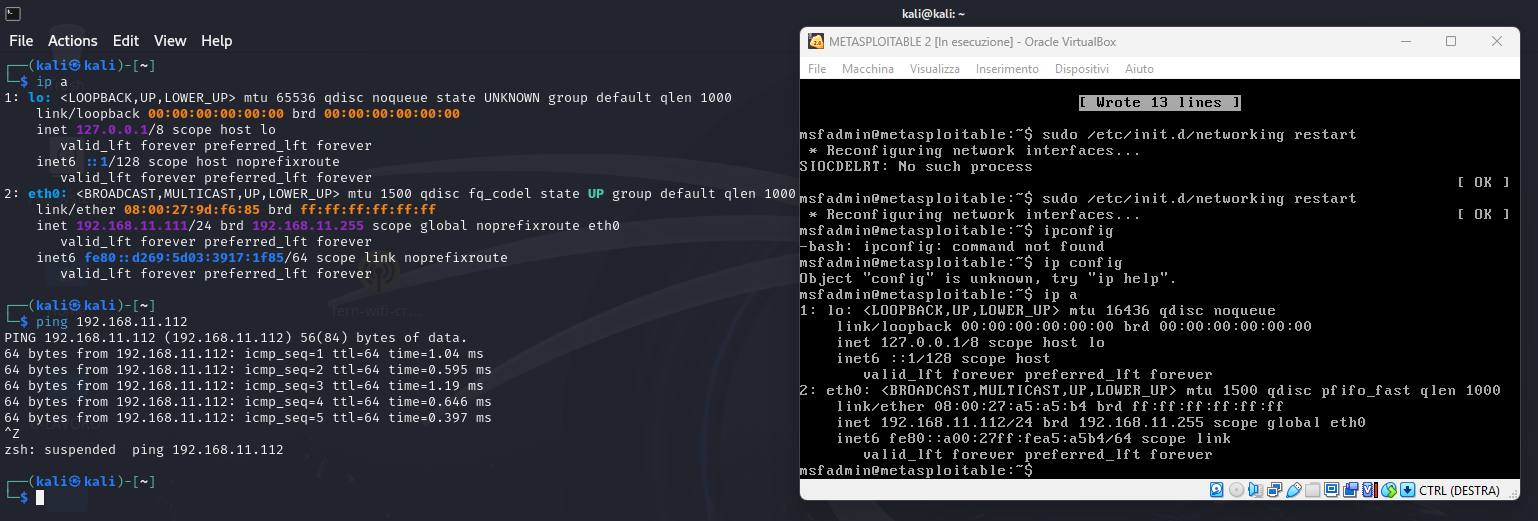 kali@kali: ~
File Actions Edit View Help
┌──(kali㉿kali)-[~]
└─$ ip a
1: lo: <LOOPBACK,UP,LOWER_UP> mtu 65536 qdisc noqueue state UNKNOWN group default qlen 1000
link/loopback 00:00:00:00:00:00 brd 00:00:00:00:00:00
inet 127.0.0.1/8 scope host lo
valid_lft forever preferred_lft forever
inet6 ::1/128 scope host noprefixroute
valid_lft forever preferred_lft forever
2: eth0: <BROADCAST,MULTICAST,UP,LOWER_UP> mtu 1500 qdisc fq_codel state UP group default qlen 1000
link/ether 08:00:27:9d:f6:85 brd ff:ff:ff:ff:ff:ff
inet 192.168.11.111/24 brd 192.168.11.255 scope global noprefixroute eth0
valid_lft forever preferred_lft forever
inet6 fe80::d269:5d03:3917:1f85/64 scope link noprefixroute
valid_lft forever preferred_lft forever
fern-wifi-cr...
┌──(kali㉿kali)-[~]
└─$ ping 192.168.11.112
PING 192.168.11.112 (192.168.11.112) 56(84) bytes of data.
64 bytes from 192.168.11.112: icmp_seq=1 ttl=64 time=1.04 ms
64 bytes from 192.168.11.112: icmp_seq=2 ttl=64 time=0.595 ms
64 bytes from 192.168.11.112: icmp_seq=3 ttl=64 time=1.19 ms
64 bytes from 192.168.11.112: icmp_seq=4 ttl=64 time=0.646 ms
64 bytes from 192.168.11.112: icmp_seq=5 ttl=64 time=0.397 ms
^Z
zsh: suspended  ping 192.168.11.112
┌──(kali㉿kali)-[~]
└─$
METASPLOITABLE 2 [In esecuzione] - Oracle VirtualBox
File Macchina Visualizza Inserimento Dispositivi Aiuto
[ Wrote 13 lines ]
msfadmin@metasploitable:~$ sudo /etc/init.d/networking restart
* Reconfiguring network interfaces...
SIOCDELRT: No such process
[ OK ]
msfadmin@metasploitable:~$ sudo /etc/init.d/networking restart
* Reconfiguring network interfaces... [ OK ]
msfadmin@metasploitable:~$ ipconfig
-bash: ipconfig: command not found
msfadmin@metasploitable:~$ ip config
Object "config" is unknown, try "ip help".
msfadmin@metasploitable:~$ ip a
1: lo: <LOOPBACK,UP,LOWER_UP> mtu 16436 qdisc noqueue
link/loopback 00:00:00:00:00:00 brd 00:00:00:00:00:00
inet 127.0.0.1/8 scope host lo
inet6 ::1/128 scope host
valid_lft forever preferred_lft forever
2: eth0: <BROADCAST,MULTICAST,UP,LOWER_UP> mtu 1500 qdisc pfifo_fast qlen 1000
link/ether 08:00:27:a5:a5:b4 brd ff:ff:ff:ff:ff:ff
inet 192.168.11.112/24 brd 192.168.11.255 scope global eth0
inet6 fe80::a00:27ff:fea5:a5b4/64 scope link
valid_lft forever preferred_lft forever
msfadmin@metasploitable:~$
CTRL (DESTRA)